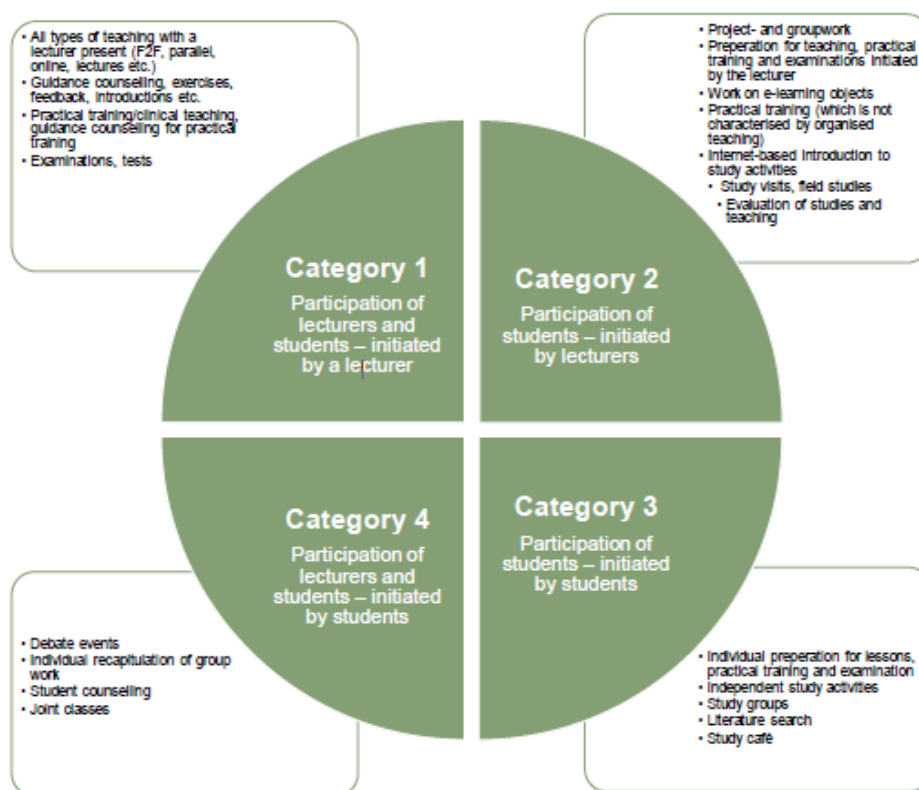 • All types of teaching with a
lecturer present (F2F, parallel,
online, lectures etc.)
• Guidance counselling, exercises,
feedback, introductions etc.
• Practical training/clinical teaching,
guidance counselling for practical
training
• Examinations, tests
• Project- and groupwork
• Preparation for teaching, practical
training and examinations initiated
by the lecturer
• Work on e-learning objects
• Practical training (which is not
characterised by organised
teaching)
• Internet-based introduction to
study activities
• Study visits, field studies
• Evaluation of studies and
teaching
Category 1
Participation of
lecturers and
students – initiated
by a lecturer
Category 2
Participation of
students – initiated
by lecturers
Category 4
Participation of
lecturers and
students – initiated
by students
Category 3
Participation of
students – initiated
by students
• Debate events
• Individual recapitulation of group
work
• Student counselling
• Joint classes
• Individual preparation for lessons,
practical training and examination
• Independent study activities
• Study groups
• Literature search
• Study café